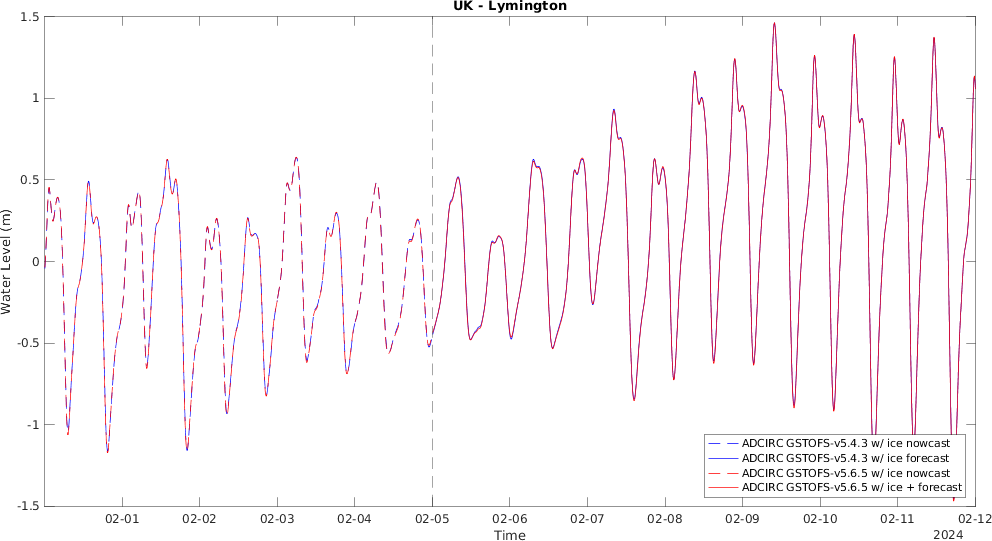 UK - Lymington
1.5
1
0.5
0
-0.5
-1
-1.5
Water Level (m)
02-01 02-02 02-03 02-04 02-05 02-06 02-07 02-08 02-09 02-10 02-11 02-12
Time
2024
ADCIRC GSTOFS-v5.4.3 w/ ice nowcast
ADCIRC GSTOFS-v5.4.3 w/ ice forecast
ADCIRC GSTOFS-v5.6.5 w/ ice nowcast
ADCIRC GSTOFS-v5.6.5 w/ ice + forecast